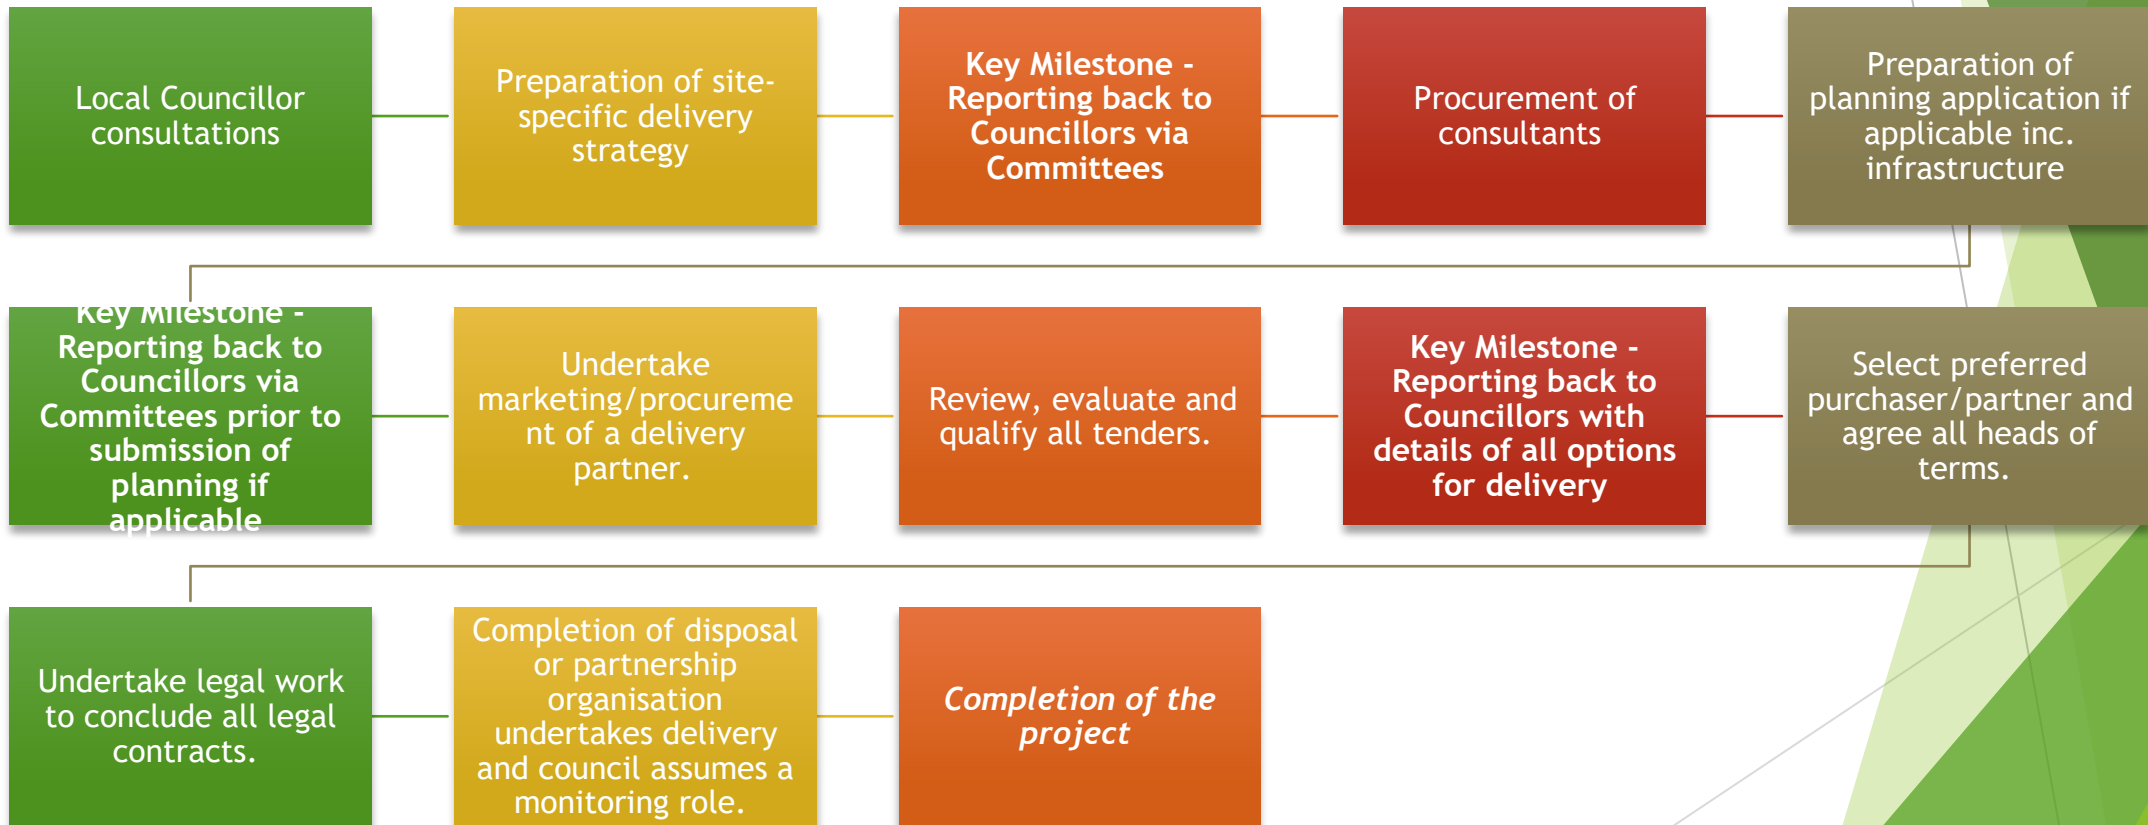 Local Councillor
consultations
Preparation of site-
specific delivery
strategy
Key Milestone -
Reporting back to
Councillors via
Committees
Procurement of
consultants
Preparation of
planning application if
applicable inc.
infrastructure
Key Milestone -
Reporting back to
Councillors via
Committees prior to
submission of
planning if
applicable
Undertake
marketing/procureme
nt of a delivery
partner.
Review, evaluate and
qualify all tenders.
Key Milestone -
Reporting back to
Councillors with
details of all options
for delivery
Select preferred
purchaser/partner and
agree all heads of
terms.
Undertake legal work
to conclude all legal
contracts.
Completion of disposal
or partnership
organisation
undertakes delivery
and council assumes a
monitoring role.
Completion of the
project